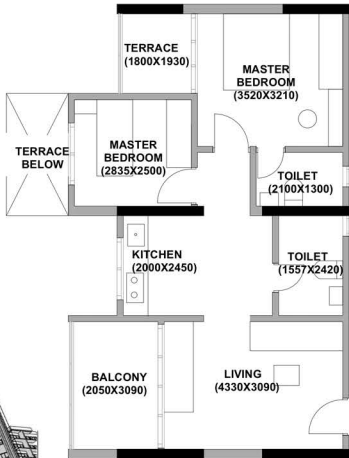 TERRACE
(1800X1930)
MASTER
BEDROOM
(3520X3210)
TERRACE
BELOW
MASTER
BEDROOM
(2835X2500)
TOILET
(2100X1300)
KITCHEN
(2000X2450)
TOILET
(1557X2420)
BALCONY
(2050X3090)
LIVING
(4330X3090)